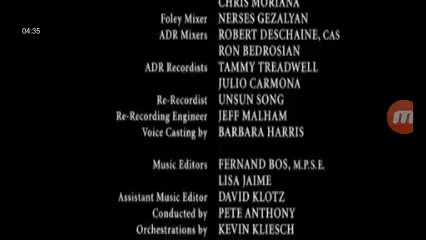 CHRIS MORIANA
04:35
Foley Mixer NERSES GEZALYAN
ADR Mixers ROBERT DESCHAINE, CAS
RON BEDROSIAN
ADR Recordists TAMMY TREADWELL
JULIO CARMONA
Re-Recordist UNSUN SONG
Re-Recording Engineer JEFF MALHAM
Voice Casting by BARBARA HARRIS
Music Editors FERNAND BOS, M.P.S.E.
LISA JAIME
Assistant Music Editor DAVID KLOTZ
Conducted by PETE ANTHONY
Orchestrations by KEVIN KLIESCH